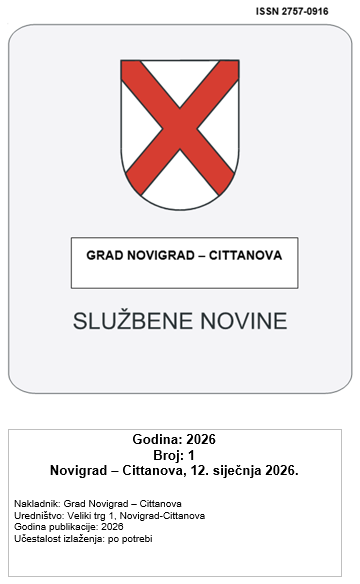 ISSN 2757-0916
GRAD NOVIGRAD – CITTANOVA
SLUŽBENE NOVINE
Godina: 2026
Broj: 1
Novigrad – Cittanova, 12. siječnja 2026.
Nakladnik: Grad Novigrad – Cittanova
Uredništvo: Veliki trg 1, Novigrad-Cittanova
Godina publikacije: 2026
Učestalost izlaženja: po potrebi